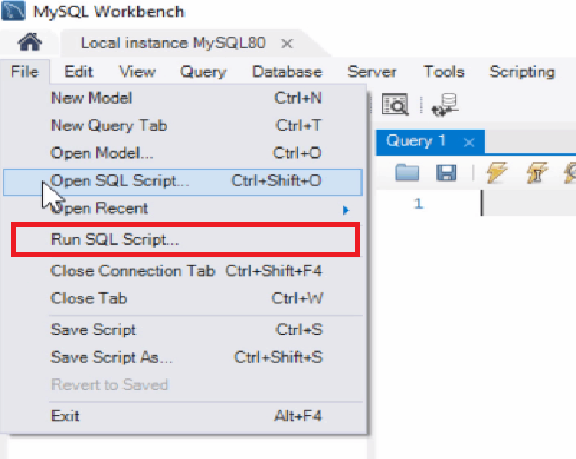 MySQL Workbench
Local instance MySQL80 ×
File Edit View Query Database Server Tools Scripting
New Model Ctrl+N
New Query Tab Ctrl+T
Open Model... Ctrl+O
Query 1 ×
Open SQL Script... Ctrl+Shift+O
Open Recent
1
Run SQL Script...
Close Connection Tab Ctrl+Shift+F4
Close Tab Ctrl+W
Save Script Ctrl+S
Save Script As... Ctrl+Shift+S
Revert to Saved
Exit Alt+F4